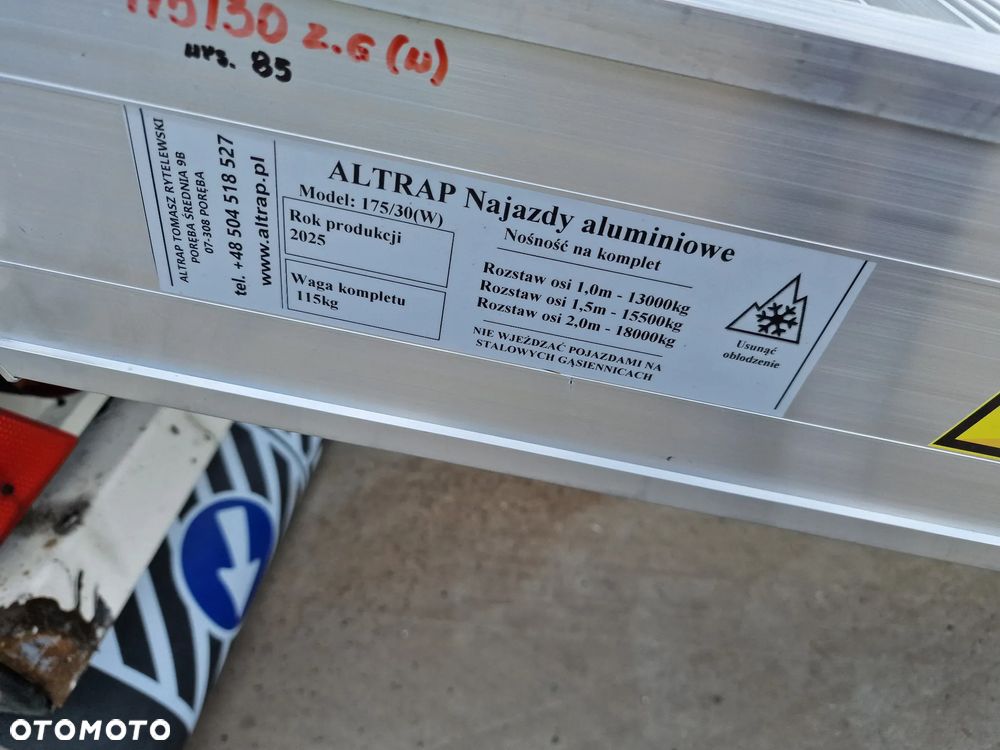 175/30 z.G (W)
wys. 85
ALTRAP TOMASZ RYTELEWSKI
PORĘBA ŚREDNIA 9B
07-308 PORĘBA
tel. +48 504 518 527
www.altrap.pl
ALTRAP Najazdy aluminiowe
Model: 175/30(W)
Rok produkcji
2025
Waga kompletu
115kg
Nośność na komplet
Rozstaw osi 1,0m - 13000kg
Rozstaw osi 1,5m - 15500kg
Rozstaw osi 2,0m - 18000kg
NIE WJEŻDZAĆ POJAZDAMI NA
STALOWYCH GĄSIENNICACH
Usunąć
oblodzenie
OTOMOTO